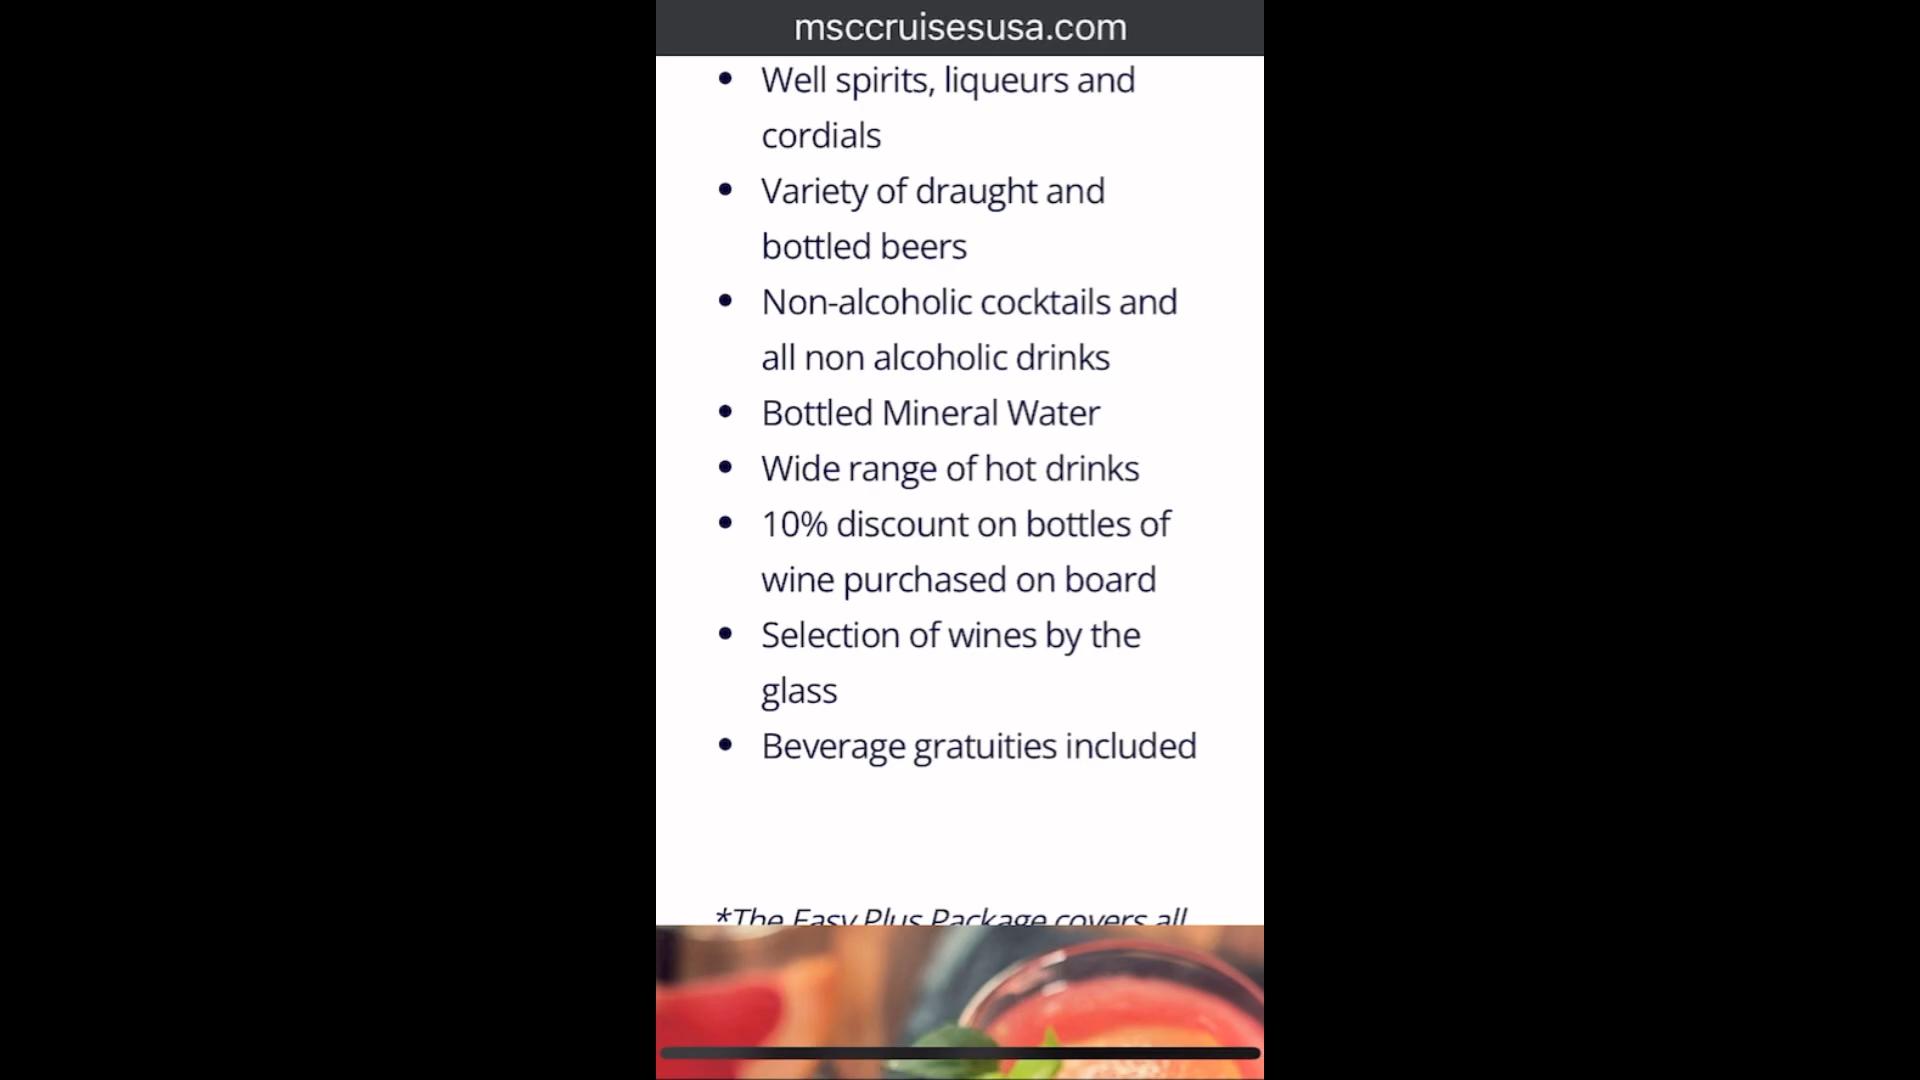 msccruisesusa.com
• Well spirits, liqueurs and
cordials
• Variety of draught and
bottled beers
• Non-alcoholic cocktails and
all non alcoholic drinks
• Bottled Mineral Water
• Wide range of hot drinks
• 10% discount on bottles of
wine purchased on board
• Selection of wines by the
glass
• Beverage gratuities included
*The Easy Plus Package covers all